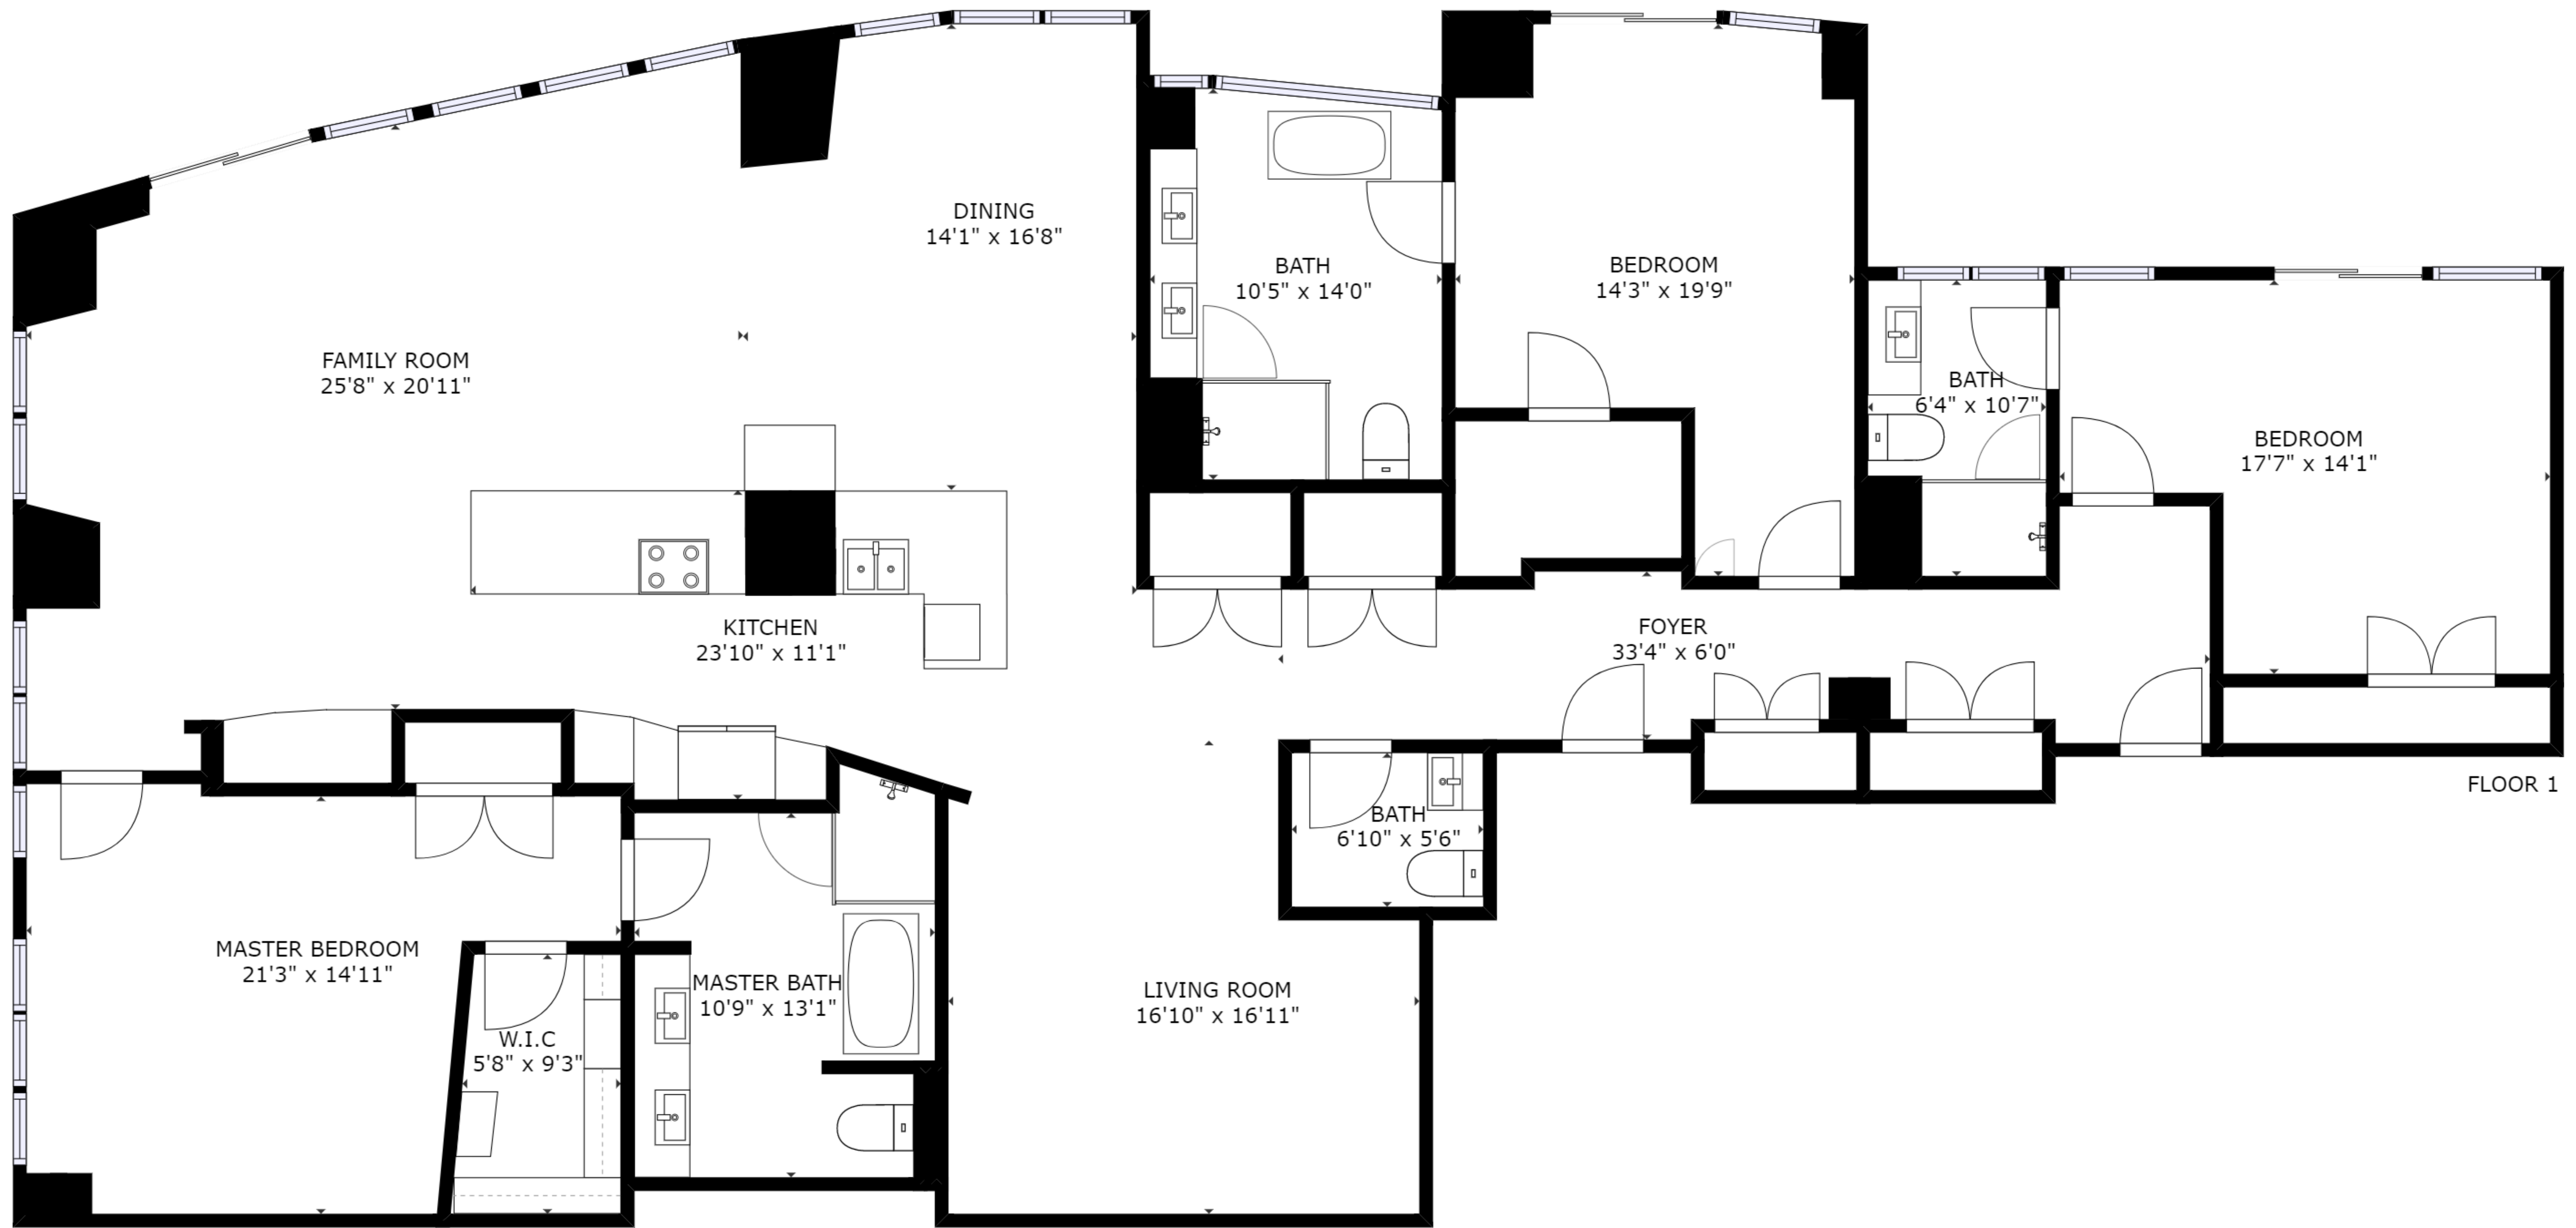 DINING
14'1" x 16'8"
BATH
10'5" x 14'0"
BEDROOM
14'3" x 19'9"
FAMILY ROOM
25'8" x 20'11"
BATH
6'4" x 10'7"
BEDROOM
17'7" x 14'1"
KITCHEN
23'10" x 11'1"
FOYER
33'4" x 6'0"
FLOOR 1
BATH
6'10" x 5'6"
MASTER BEDROOM
21'3" x 14'11"
MASTER BATH
10'9" x 13'1"
LIVING ROOM
16'10" x 16'11"
W.I.C
5'8" x 9'3"